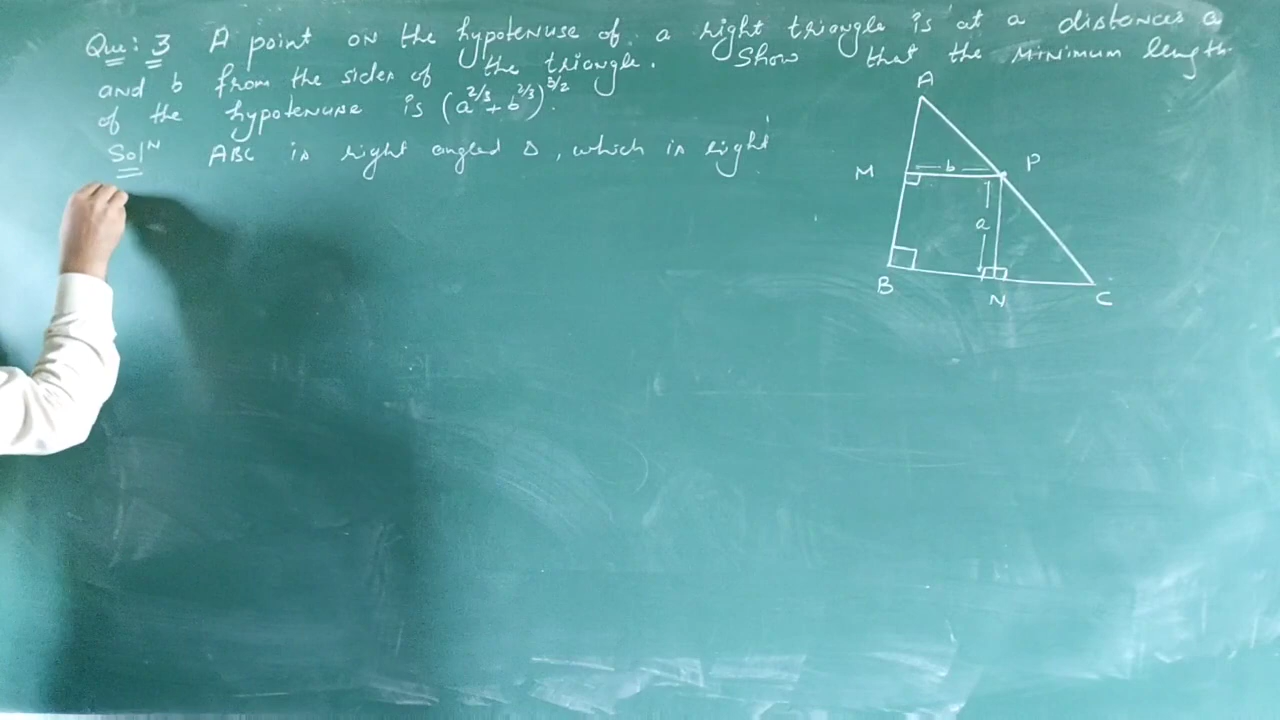 Que: 3 A point on the hypotenuse of a right triangle is at a distances a
and b from the sides of the triangle. Show that the minimum length
of the hypotenuse is (a^2/3 + b^2/3)^3/2.
Sol^N ABC is right angled Δ, which is right
A
M b P
a
B N C